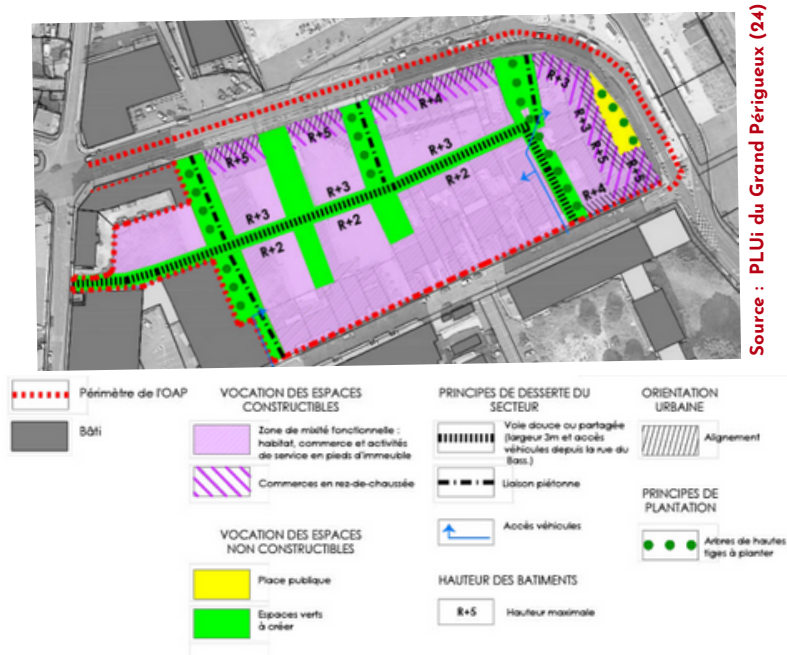 R+3
R+4
R+3
R+5
R+5
R+5
R+3
R+3
R+2
R+4
R+5
R+3
R+2
R+2
Source : PLUi du Grand Périgueux (24)
Périmètre de l'OAP
Bâti
VOCATION DES ESPACES
CONSTRUCTIBLES
Zone de mixité fonctionnelle :
habitat, commerce et activités
de service en pieds d'immeuble
Commerces en rez-de-chaussée
VOCATION DES ESPACES
NON CONSTRUCTIBLES
Place publique
Espaces verts
à créer
PRINCIPES DE DESSERTE DU
SECTEUR
Voie douce ou partagée
(largeur 3m et accès
véhicules depuis la rue du
Bass.)
Liaison piétonne
Accès véhicules
HAUTEUR DES BATIMENTS
R+5
Hauteur maximale
ORIENTATION
URBAINE
Alignement
PRINCIPES DE
PLANTATION
Arbres de hautes
tiges à planter